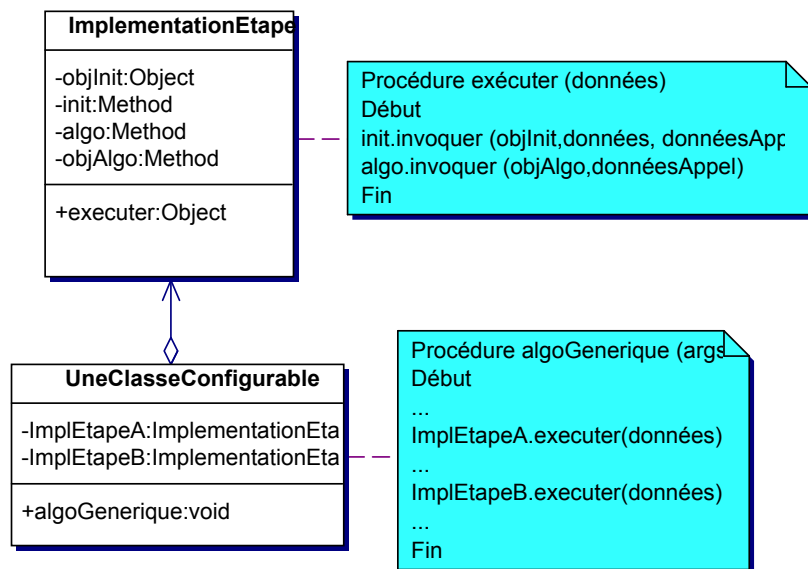 ImplementationEtape
-objInit:Object
-init:Method
-algo:Method
-objAlgo:Method
+executer:Object
Procédure exécuter (données)
Début
init.invoquer (objInit,données, donnéesApp
algo.invoquer (objAlgo,donnéesAppel)
Fin
UneClasseConfigurable
-ImplEtapeA:ImplementationEta
-ImplEtapeB:ImplementationEta
+algoGenerique:void
Procédure algoGenerique (args
Début
...
ImplEtapeA.executer(données)
...
ImplEtapeB.executer(données)
...
Fin